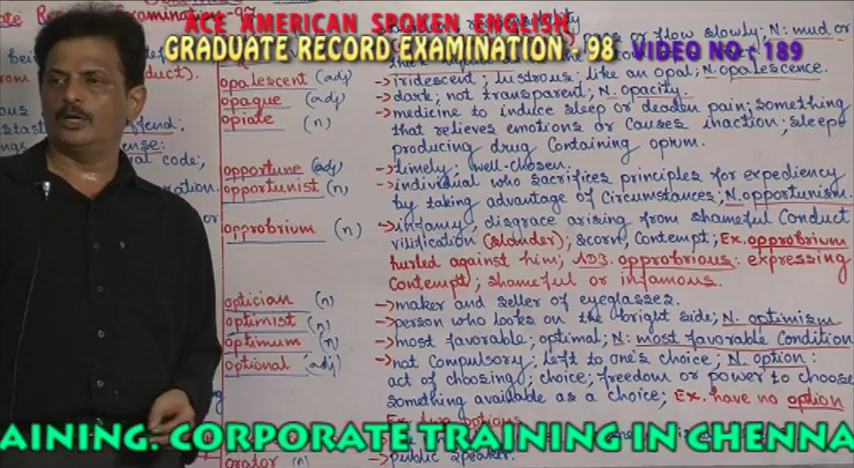 ACE AMERICAN SPOKEN ENGLISH
GRADUATE RECORD EXAMINATION - 98 VIDEO NO : 189
flow slowly; N: mud or
opalescent (adj) → iridescent; lustrous; like an opal; N. opalescence.
opaque (adj) → dark; not transparent; N. opacity.
opiate (n) → medicine to induce sleep or deaden pain; something
that relieves emotions or causes inaction; sleep
producing drug containing opium.
opportune (adj) → timely; well-chosen.
opportunist (n) → individual who sacrifices principles for expediency
by taking advantage of circumstances; N. opportunism.
opprobrium (n) → infamy, disgrace arising from shameful conduct
vilification (slander); scorn, contempt; Ex. opprobrium
hurled against him; ADJ. opprobrious: expressing
contempt; shameful or infamous.
optician (n) → maker and seller of eyeglasses.
optimist (n) → person who looks on the bright side; N. optimism
optimum (n) → most favorable; optimal; N: most favorable condition
optional (adj) → not compulsory; left to one's choice; N. option:
act of choosing; choice; freedom or power to choose
something available as a choice; Ex. have no option
Ex. two options
AINING. CORPORATE TRAINING IN CHENNA
orator (n) → public speaker.